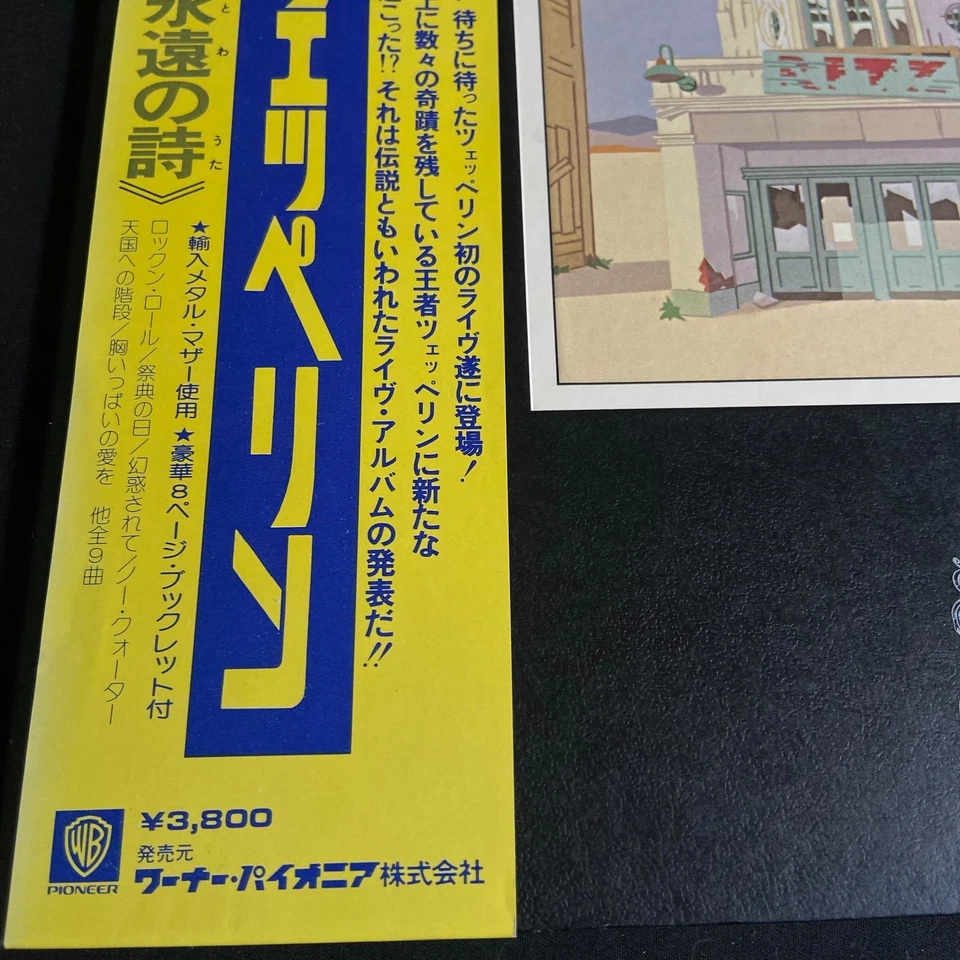 待ちに待ったツェッペリン初のライヴ遂に登場！
上に数々の奇蹟を残している王者ツェッペリンに新たな
こった!? それは伝説ともいわれたライヴ・アルバムの発表だ!!
ェッペリン
永遠の詩》
とわ
うた
★輸入メタル・マザー使用 ★豪華8ページ・ブックレット付
ロックン・ロール/祭典の日/幻惑されて/ノー・クォーター
天国への階段/胸いっぱいの愛を 他全9曲
RITZ
WB
PIONEER
¥3,800
発売元
ワーナー・パイオニア株式会社